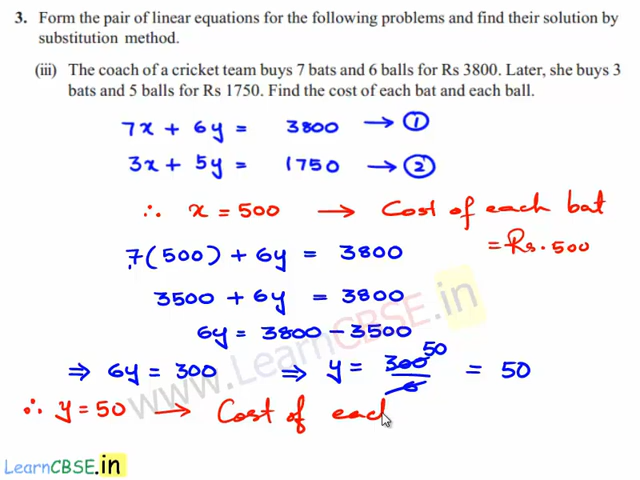 3. Form the pair of linear equations for the following problems and find their solution by
substitution method.
(iii) The coach of a cricket team buys 7 bats and 6 balls for Rs 3800. Later, she buys 3
bats and 5 balls for Rs 1750. Find the cost of each bat and each ball.
7x + 6y = 3800 → ①
3x + 5y = 1750 → ②
∴ x = 500 → Cost of each bat
= Rs. 500
7(500) + 6y = 3800
3500 + 6y = 3800
6y = 3800 - 3500
⇒ 6y = 300 ⇒ y = 300/6 50 = 50
∴ y = 50 → Cost of each
www.LearnCBSE.in
LearnCBSE.in